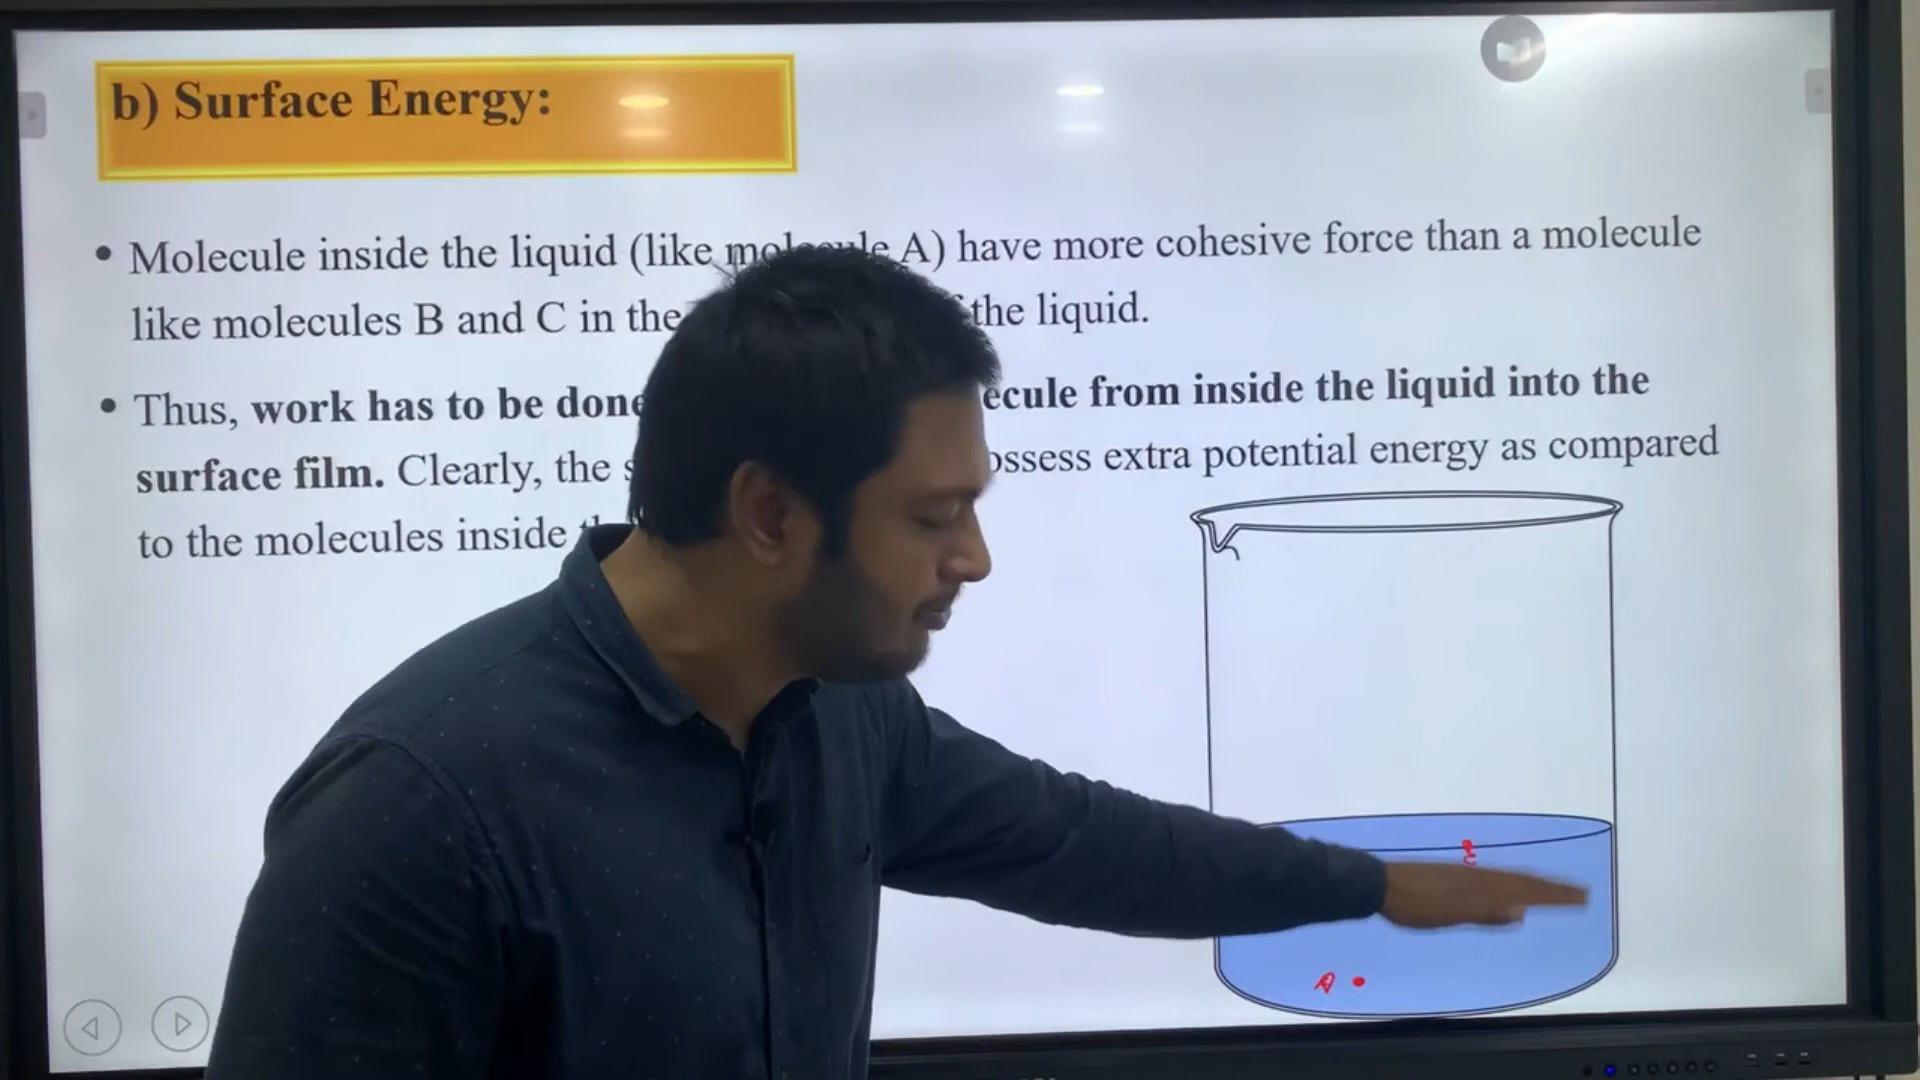 b) Surface Energy:
• Molecule inside the liquid (like molecule A) have more cohesive force than a molecule
like molecules B and C in the the liquid.
• Thus, work has to be done from inside the liquid into the
surface film. Clearly, the possess extra potential energy as compared
to the molecules inside
A